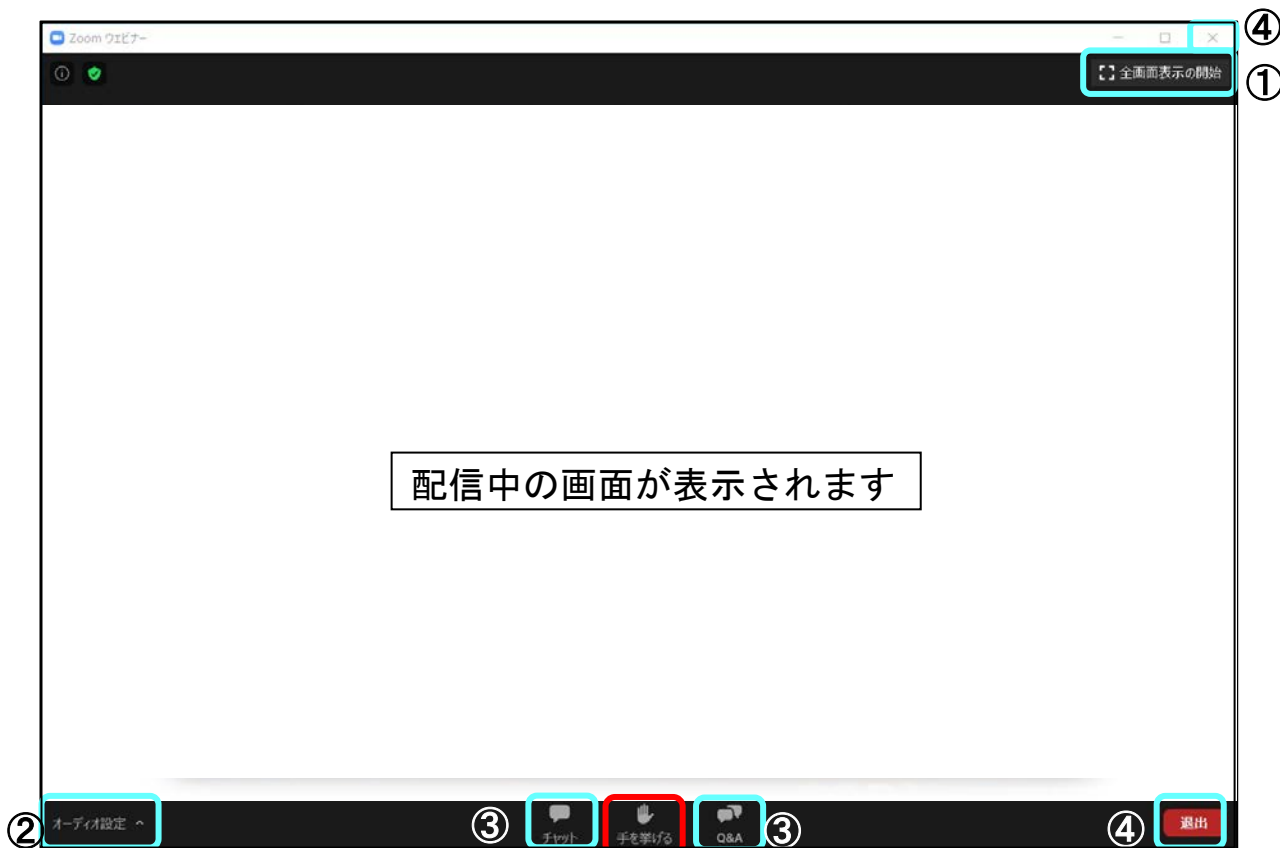 Zoom ウェビナー
④
全画面表示の開始
①
配信中の画面が表示されます
②
オーディオ設定
③
チャット
手を挙げる
Q&A
③
④
退出